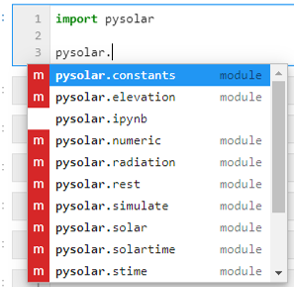 1 import pysolar
2
3 pysolar.
m pysolar.constants module
m pysolar.elevation module
pysolar.ipynb
m pysolar.numeric module
m pysolar.radiation module
m pysolar.rest module
m pysolar.simulate module
m pysolar.solar module
m pysolar.solartime module
m pysolar.stime module